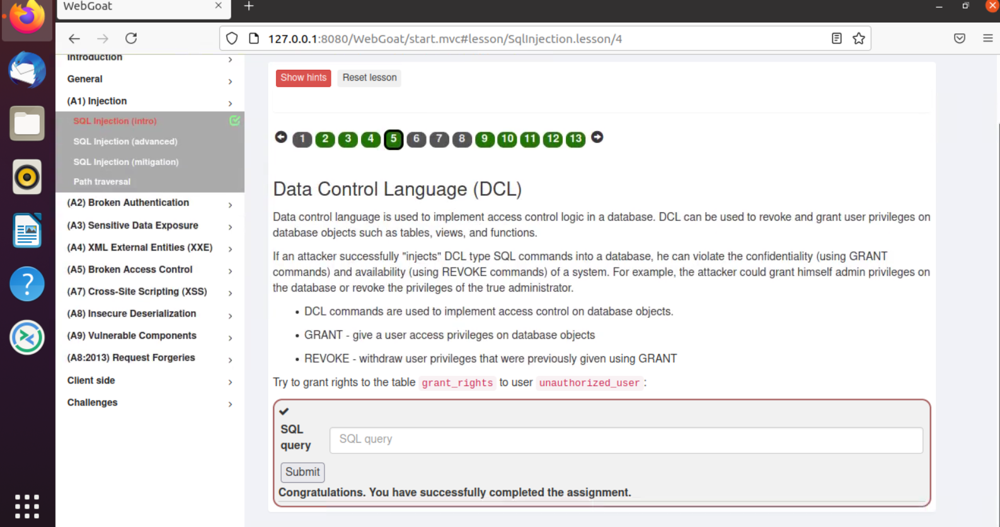 WebGoat
127.0.0.1:8080/WebGoat/start.mvc#lesson/SqlInjection.lesson/4
Introduction
General
(A1) Injection
SQL Injection (intro)
SQL Injection (advanced)
SQL Injection (mitigation)
Path traversal
(A2) Broken Authentication
(A3) Sensitive Data Exposure
(A4) XML External Entities (XXE)
(A5) Broken Access Control
(A7) Cross-Site Scripting (XSS)
(A8) Insecure Deserialization
(A9) Vulnerable Components
(A8:2013) Request Forgeries
Client side
Challenges
Show hints Reset lesson
1 2 3 4 5 6 7 8 9 10 11 12 13
Data Control Language (DCL)
Data control language is used to implement access control logic in a database. DCL can be used to revoke and grant user privileges on
database objects such as tables, views, and functions.
If an attacker successfully "injects" DCL type SQL commands into a database, he can violate the confidentiality (using GRANT
commands) and availability (using REVOKE commands) of a system. For example, the attacker could grant himself admin privileges on
the database or revoke the privileges of the true administrator.
• DCL commands are used to implement access control on database objects.
• GRANT - give a user access privileges on database objects
• REVOKE - withdraw user privileges that were previously given using GRANT
Try to grant rights to the table grant_rights to user unauthorized_user:
SQL
query
SQL query
Submit
Congratulations. You have successfully completed the assignment.